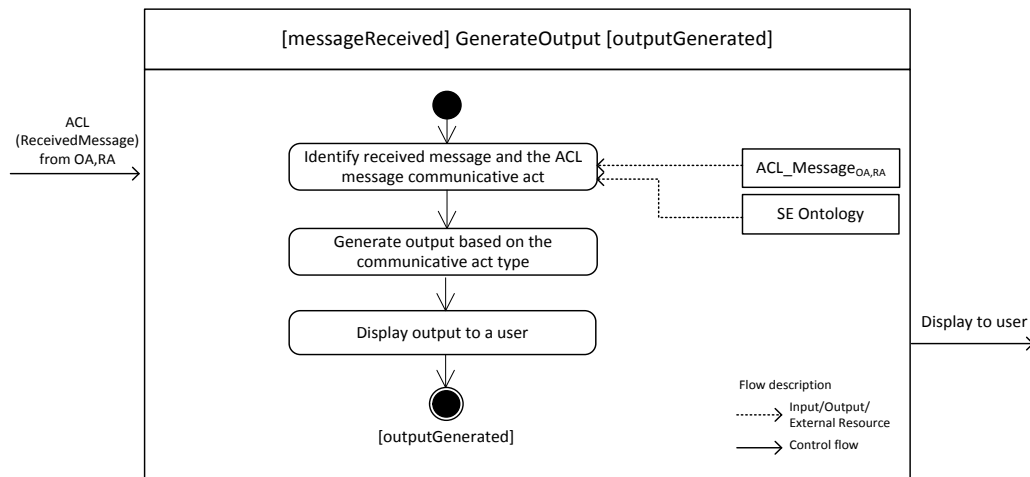 [messageReceived] GenerateOutput [outputGenerated]
ACL
(ReceivedMessage)
from OA,RA
Identify received message and the ACL
message communicative act
ACL_MessageOA,RA
SE Ontology
Generate output based on the
communicative act type
Display output to a user
Display to user
[outputGenerated]
Flow description
Input/Output/
External Resource
Control flow